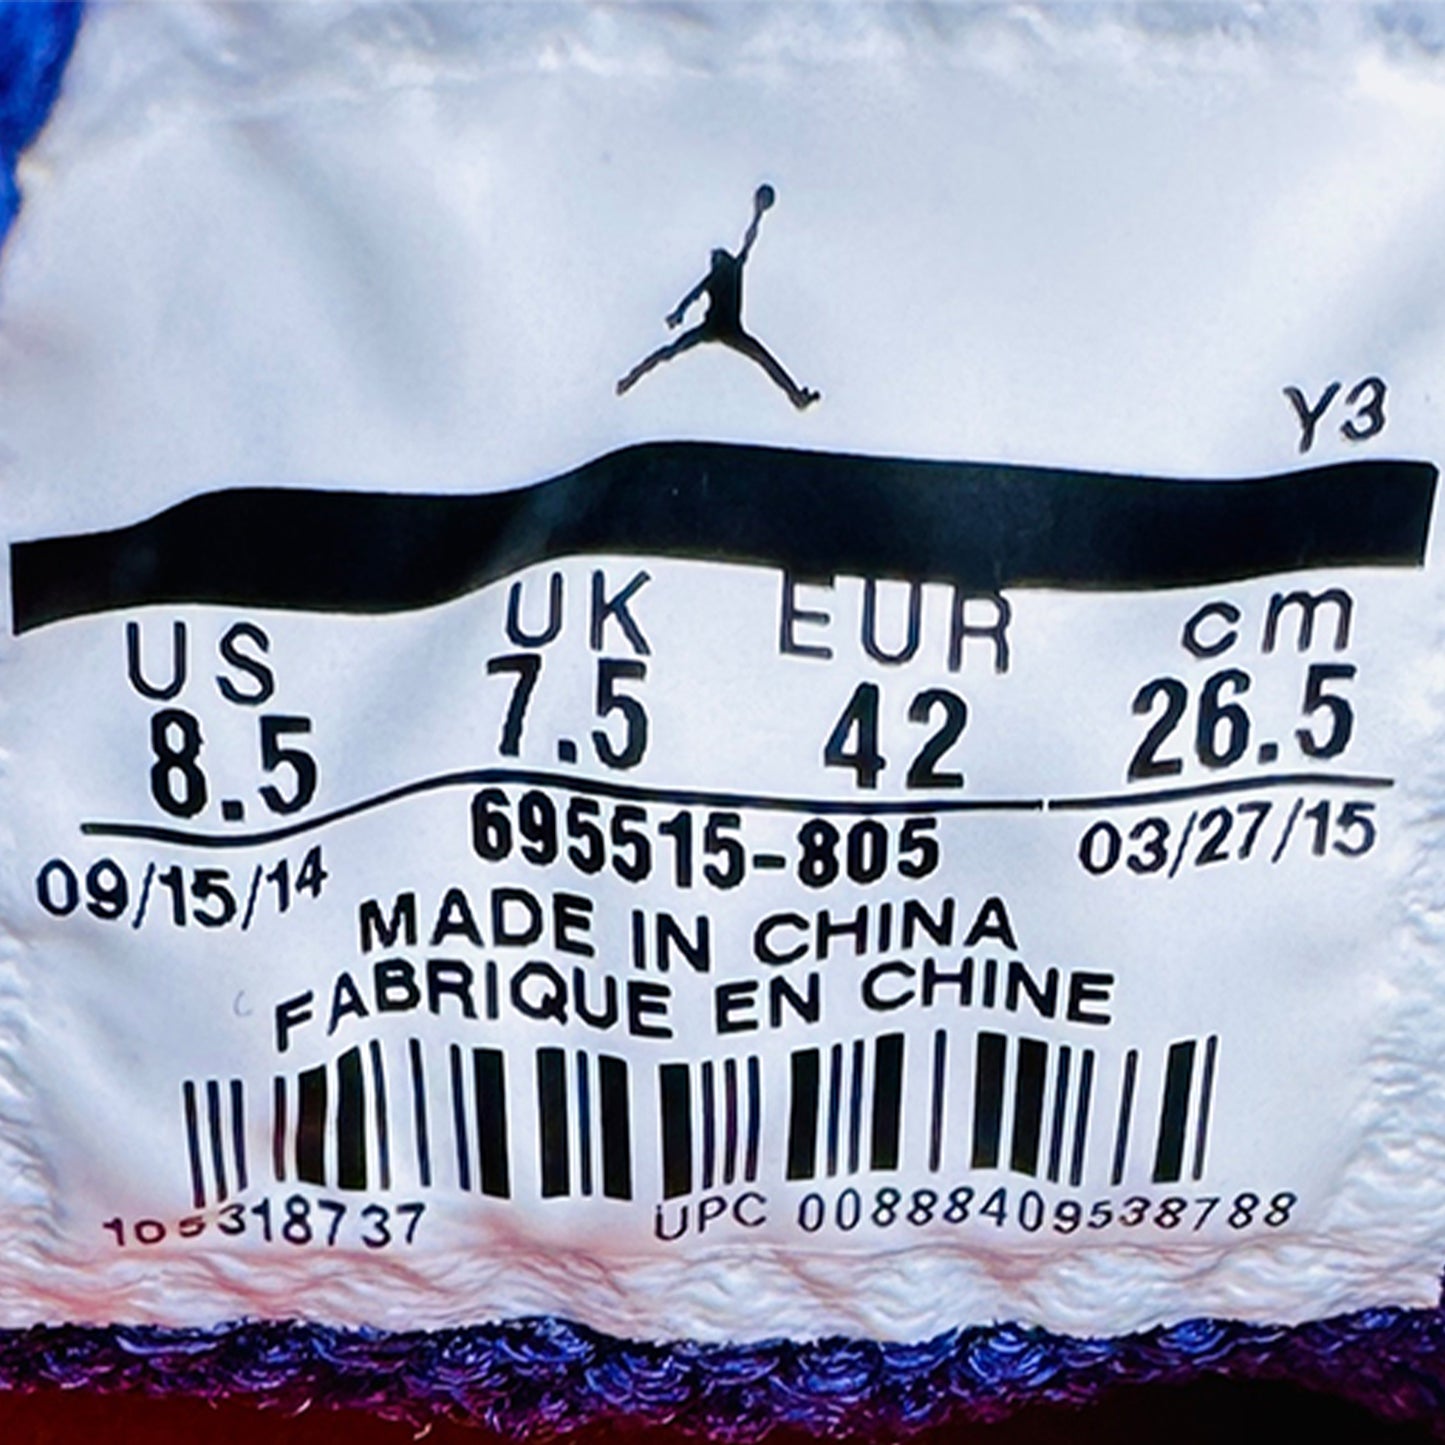 Y3
US UK EUR cm
8.5 7.5 42 26.5
09/15/14 695515-805 03/27/15
MADE IN CHINA
FABRIQUE EN CHINE
105318737 UPC 00888409538788